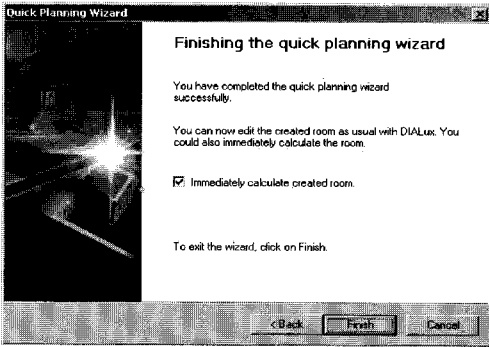 Quick Planning Wizard
Finishing the quick planning wizard
You have completed the quick planning wizard
successfully.
You can now edit the created room as usual with DIALux. You
could also immediately calculate the room.
Immediately calculate created room.
To exit the wizard, click on Finish.
< Back
Finish
Cancel